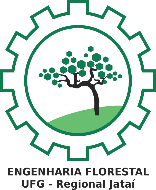 ENGENHARIA FLORESTAL
UFG - Regional Jataí